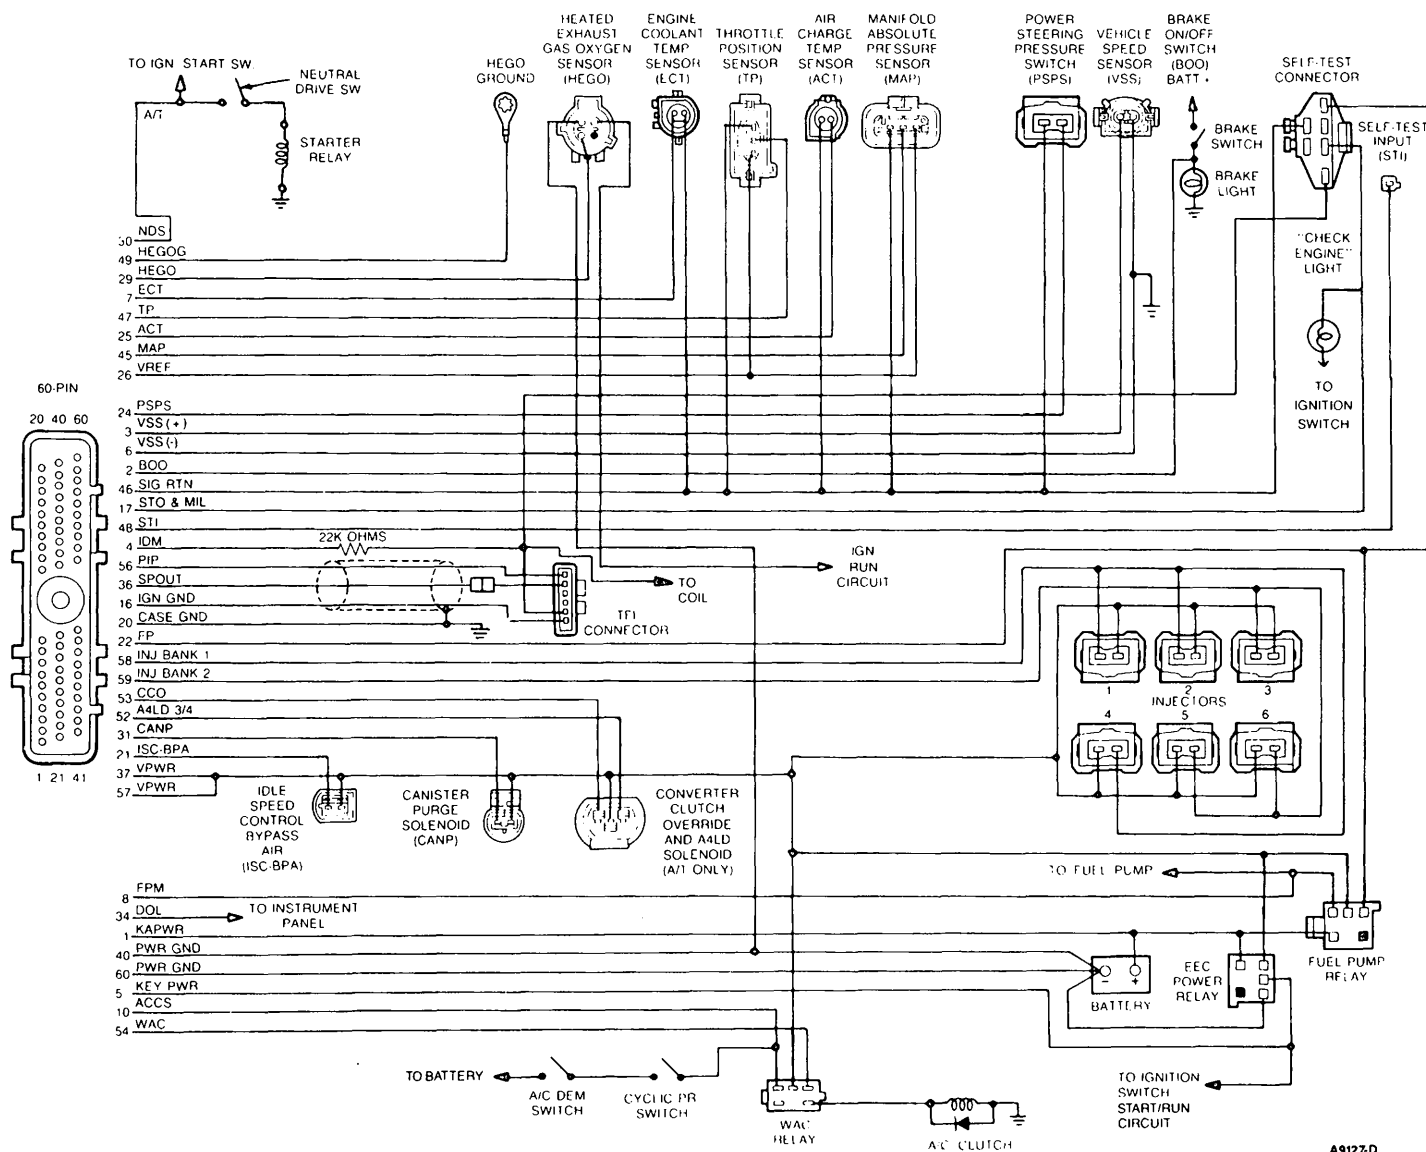 HEATED
EXHAUST
GAS OXYGEN
SENSOR
(HEGO)
ENGINE
COOLANT
TEMP
SENSOR
(ECT)
THROTTLE
POSITION
SENSOR
(TP)
AIR
CHARGE
TEMP
SENSOR
(ACT)
MANIFOLD
ABSOLUTE
PRESSURE
SENSOR
(MAP)
POWER
STEERING
PRESSURE
SWITCH
(PSPS)
VEHICLE
SPEED
SENSOR
(VSS)
BRAKE
ON/OFF
SWITCH
(BOO)
BATT +
SELF-TEST
CONNECTOR
TO IGN START SW.
NEUTRAL
DRIVE SW
A/T
STARTER
RELAY
HEGO
GROUND
BRAKE
SWITCH
BRAKE
LIGHT
SELF-TEST
INPUT
(STI)
"CHECK
ENGINE"
LIGHT
TO
IGNITION
SWITCH
NDS
49 HEGOG
29 HEGO
7 ECT
47 TP
25 ACT
45 MAP
26 VREF
24 PSPS
3 VSS (+)
6 VSS (-)
2 BOO
46 SIG RTN
17 STO & MIL
48 STI
4 IDM
56 PIP
36 SPOUT
16 IGN GND
20 CASE GND
22 FP
58 INJ BANK 1
59 INJ BANK 2
53 CCO
52 A4LD 3/4
31 CANP
21 ISC-BPA
37 VPWR
57 VPWR
60-PIN
20 40 60
1 21 41
22K OHMS
TFI
CONNECTOR
TO
COIL
IGN
RUN
CIRCUIT
1
2
3
INJECTORS
4
5
6
IDLE
SPEED
CONTROL
BYPASS
AIR
(ISC-BPA)
CANISTER
PURGE
SOLENOID
(CANP)
CONVERTER
CLUTCH
OVERRIDE
AND A4LD
SOLENOID
(A/T ONLY)
TO FUEL PUMP
8 FPM
34 DOL
TO INSTRUMENT
PANEL
1 KAPWR
40 PWR GND
60 PWR GND
5 KEY PWR
10 ACCS
54 WAC
- +
BATTERY
EEC
POWER
RELAY
FUEL PUMP
RELAY
TO BATTERY
A/C DEM
SWITCH
CYCLIC PR
SWITCH
WAC
RELAY
A/C CLUTCH
TO IGNITION
SWITCH
START/RUN
CIRCUIT
A9127-D